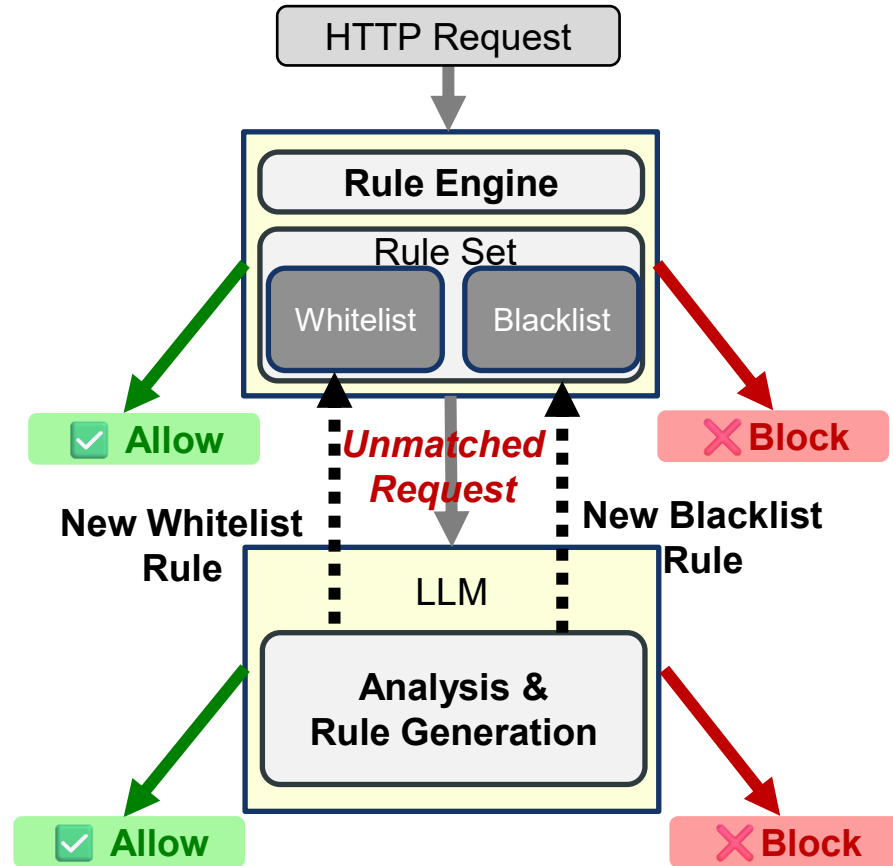 HTTP Request
Rule Engine
Rule Set
Whitelist
Blacklist
Allow
Block
Unmatched
Request
New Whitelist
Rule
New Blacklist
Rule
LLM
Analysis &
Rule Generation
Allow
Block